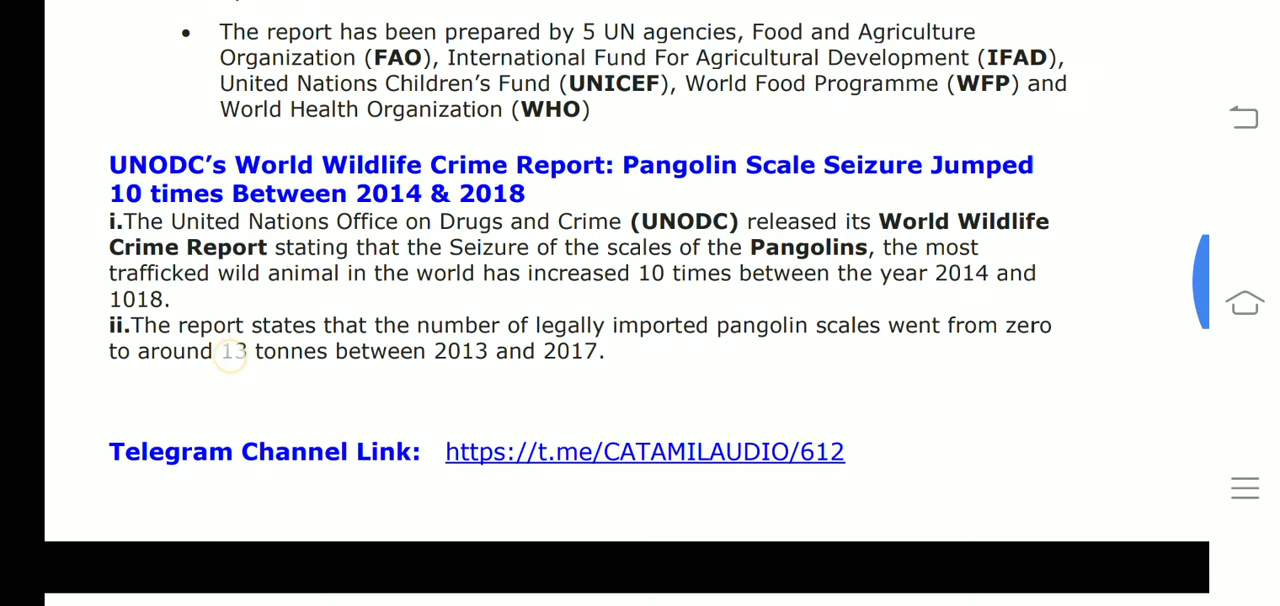 • The report has been prepared by 5 UN agencies, Food and Agriculture
Organization (FAO), International Fund For Agricultural Development (IFAD),
United Nations Children’s Fund (UNICEF), World Food Programme (WFP) and
World Health Organization (WHO)
UNODC’s World Wildlife Crime Report: Pangolin Scale Seizure Jumped
10 times Between 2014 & 2018
i.The United Nations Office on Drugs and Crime (UNODC) released its World Wildlife
Crime Report stating that the Seizure of the scales of the Pangolins, the most
trafficked wild animal in the world has increased 10 times between the year 2014 and
1018.
ii.The report states that the number of legally imported pangolin scales went from zero
to around 13 tonnes between 2013 and 2017.
Telegram Channel Link: https://t.me/CATAMILAUDIO/612